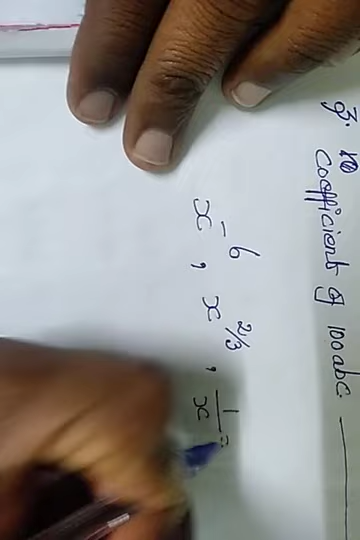 3. Coefficient of 100abc
x⁻⁶, x^2/3, 1/x =